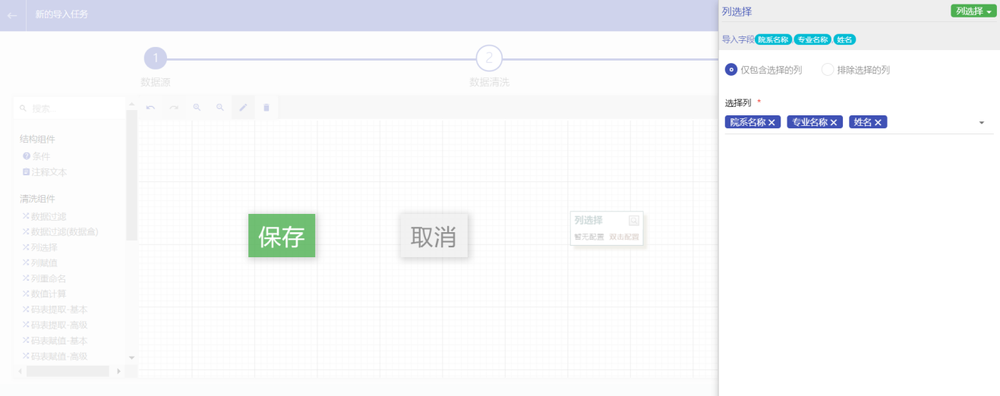 新的导入任务
1
2
数据源
数据清洗
搜索
结构组件
条件
注释文本
清洗组件
数据过滤
数据过滤(数据盒)
列选择
列赋值
列重命名
数值计算
码表提取-基本
码表提取-高级
码表赋值-基本
码表赋值-高级
保存
取消
列选择
暂无配置 双击配置
列选择
列选择
导入字段 院系名称 专业名称 姓名
仅包含选择的列 排除选择的列
选择列 *
院系名称 专业名称 姓名